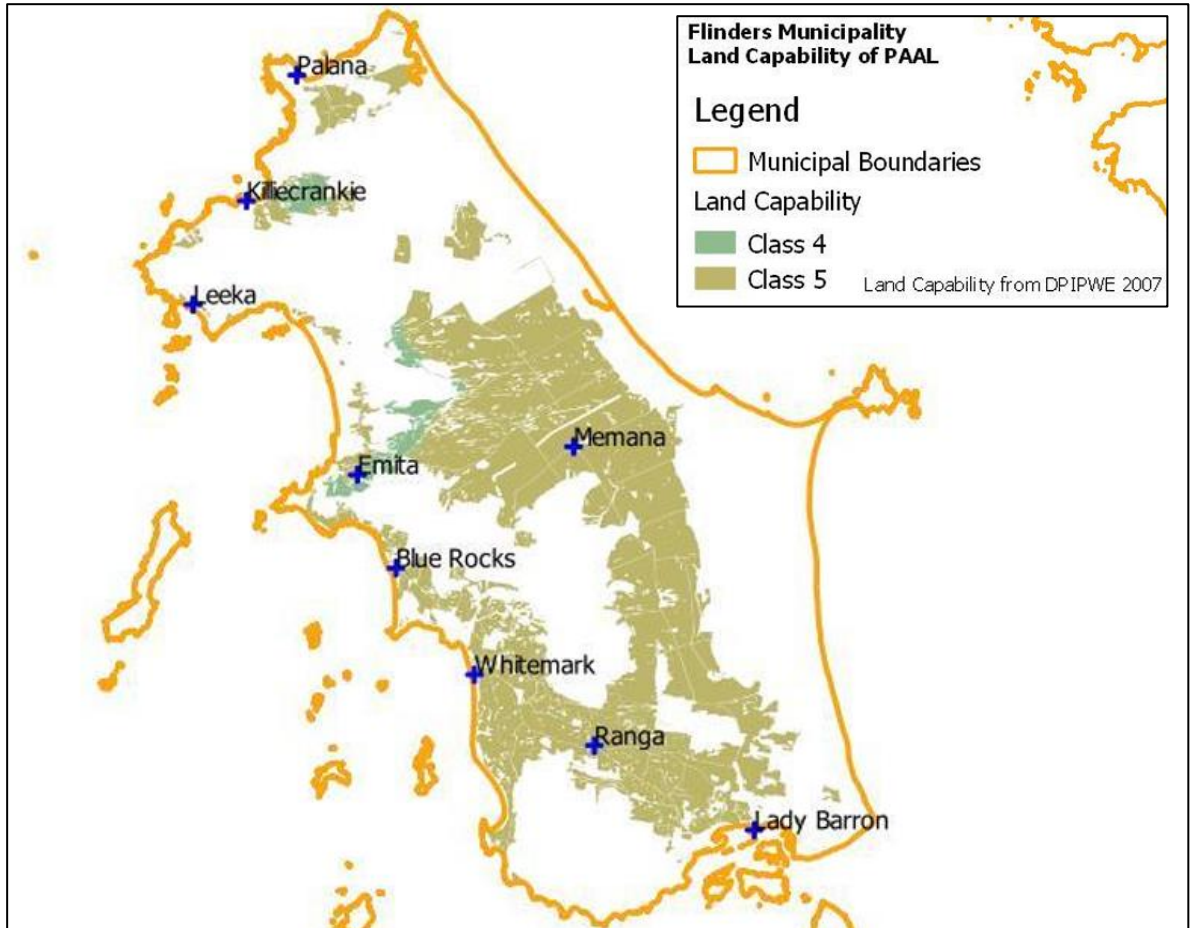 Flinders Municipality
Land Capability of PAAL
Legend
Municipal Boundaries
Land Capability
Class 4
Class 5
Land Capability from DPIPWE 2007
Palana
Killiecrankie
Leeka
Memana
Emita
Blue Rocks
Whitemark
Ranga
Lady Barron